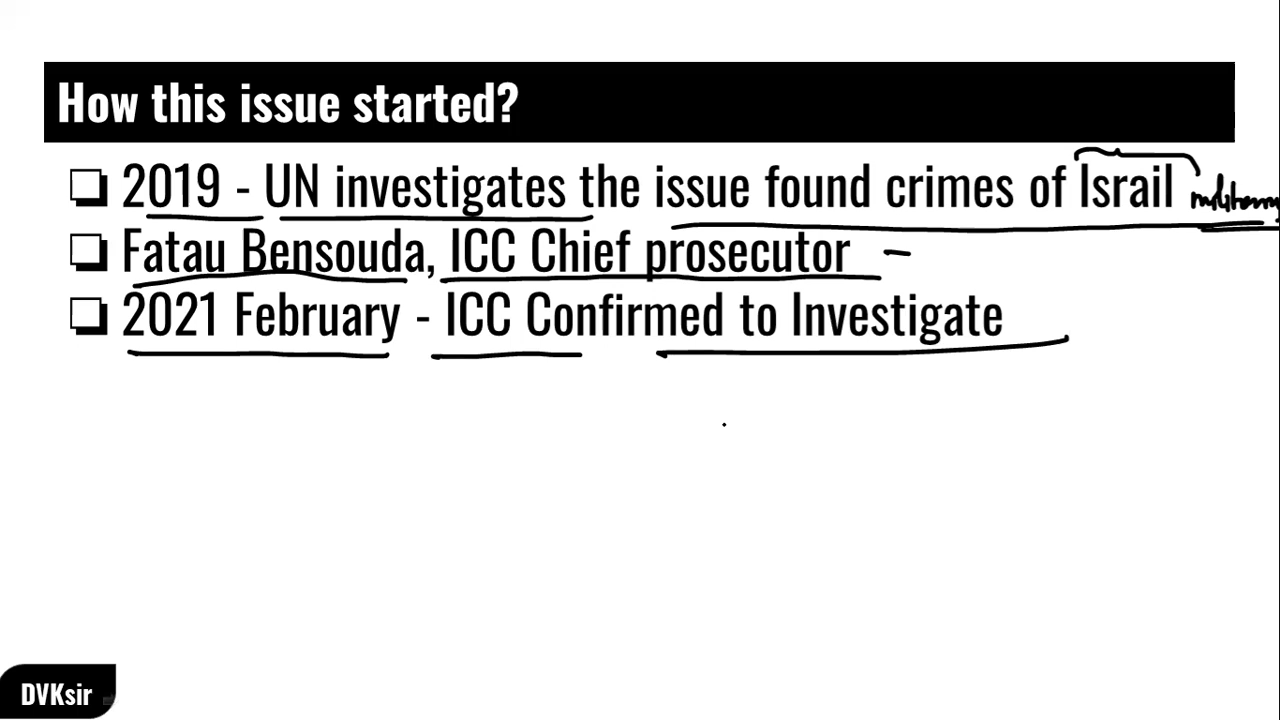 How this issue started?
2019 - UN investigates the issue found crimes of Israil
Fatau Bensouda, ICC Chief prosecutor -
2021 February - ICC Confirmed to Investigate
DVKsir